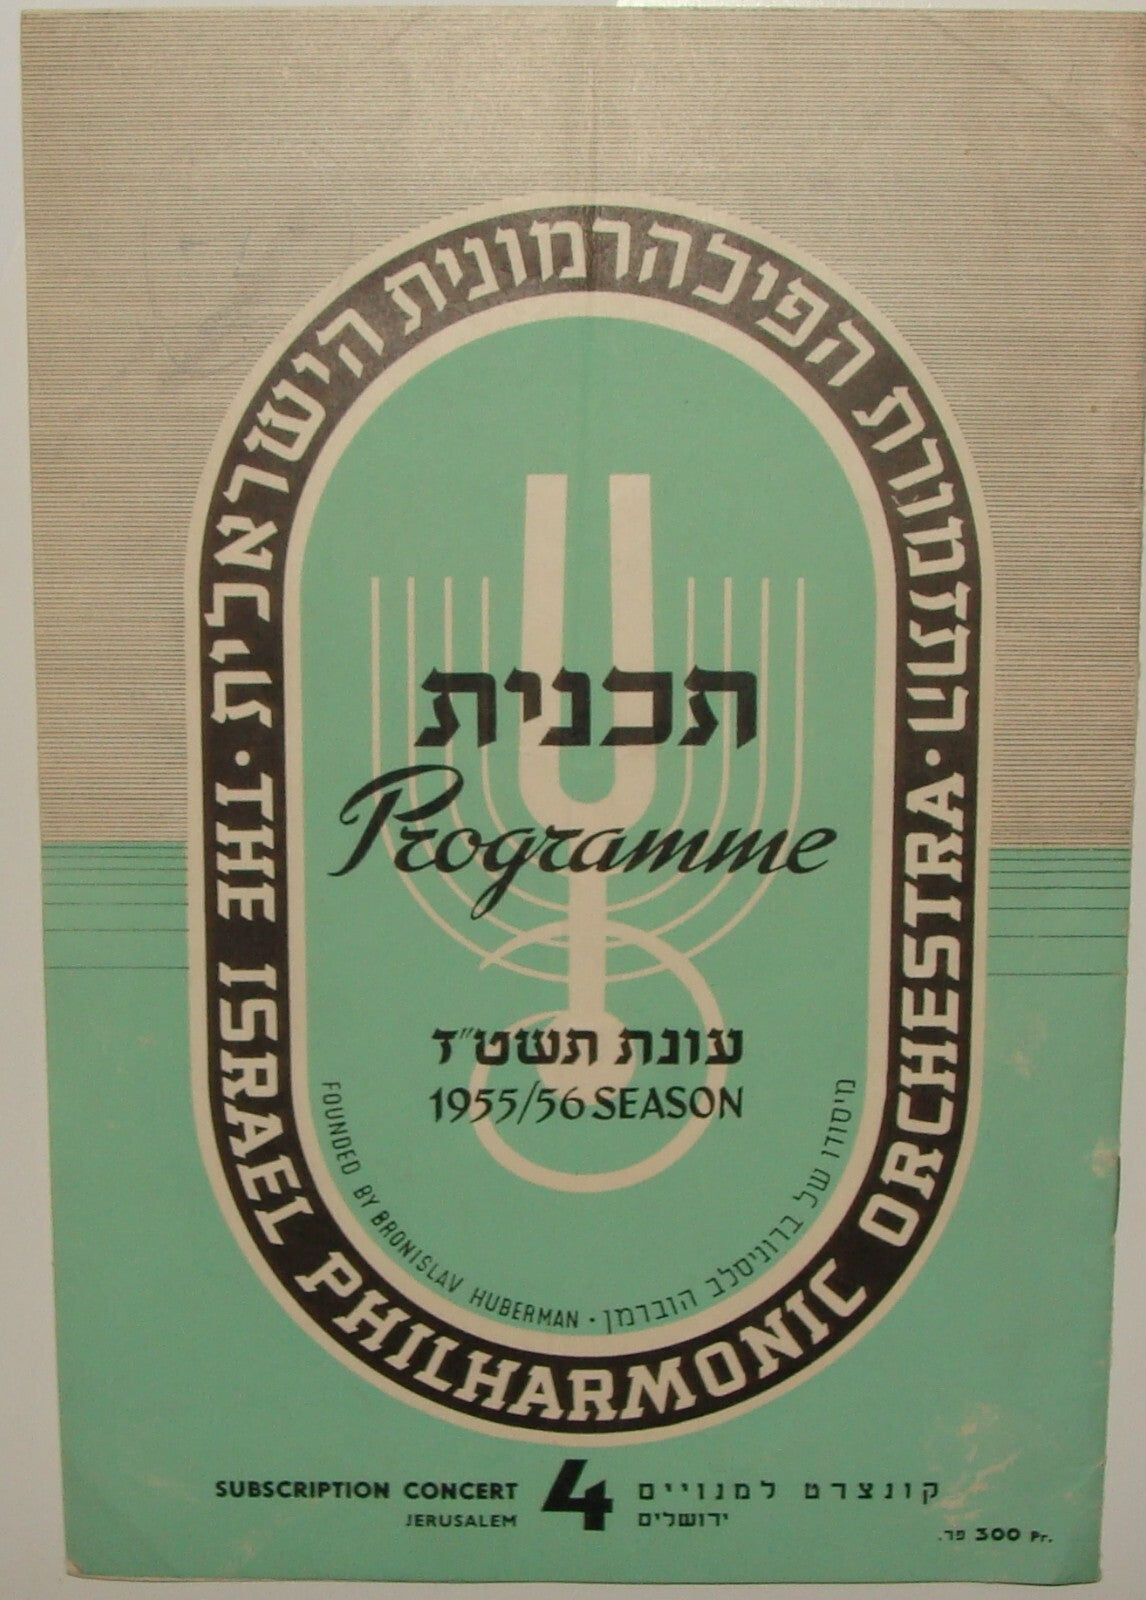 התזמורת הפילהרמונית הישראלית · THE ISRAEL PHILHARMONIC ORCHESTRA ·
תכנית
Programme
עונת תשט״ז
1955/56 SEASON
FOUNDED BY BRONISLAV HUBERMAN · מיסודו של ברוניסלב הוברמן
SUBSCRIPTION CONCERT 4 קונצרט למנויים
JERUSALEM ירושלים
פר. 300 Pr.